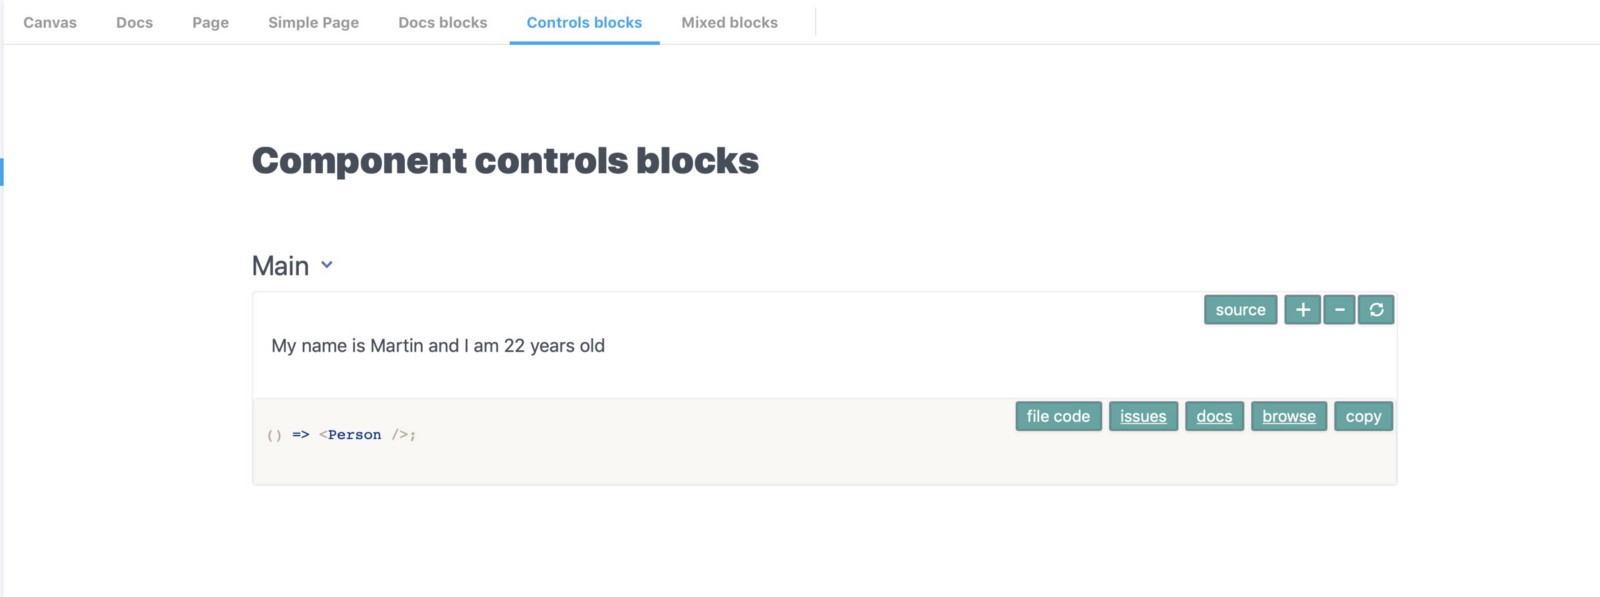 Canvas Docs Page Simple Page Docs blocks Controls blocks Mixed blocks
Component controls blocks
Main
source + -
My name is Martin and I am 22 years old
file code issues docs browse copy
() => <Person />;